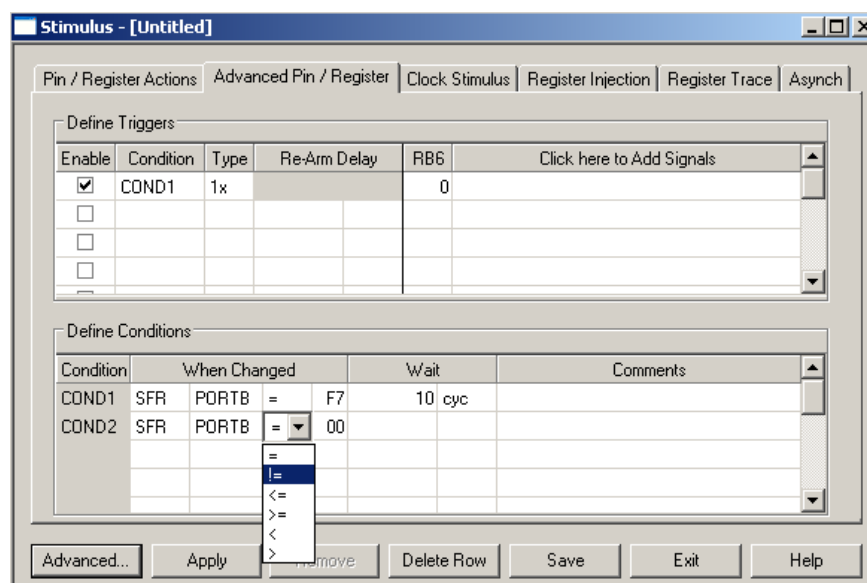 Stimulus - [Untitled]
Pin / Register Actions Advanced Pin / Register Clock Stimulus Register Injection Register Trace Asynch
Define Triggers
Enable Condition Type Re-Arm Delay RB6 Click here to Add Signals
COND1 1x 0
Define Conditions
Condition When Changed Wait Comments
COND1 SFR PORTB = F7 10 cyc
COND2 SFR PORTB = 00
=
!=
<=
>=
<
>
Advanced... Apply Delete Row Save Exit Help